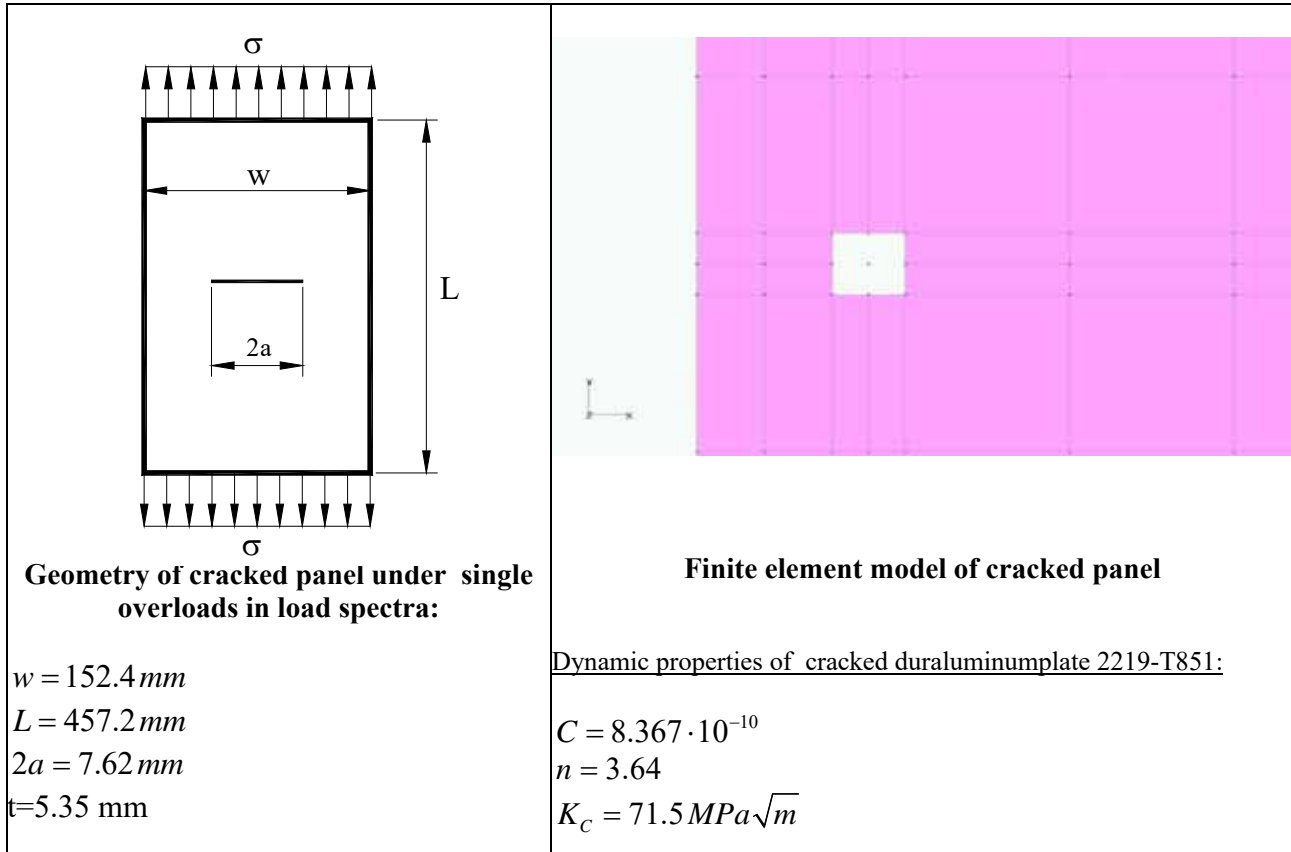 σ
w
L
2a
σ
Geometry of cracked panel under single
overloads in load spectra:
w = 152.4 mm
L = 457.2 mm
2a = 7.62 mm
t=5.35 mm
Finite element model of cracked panel
Dynamic properties of cracked duraluminumplate 2219-T851:
C = 8.367 · 10⁻¹⁰
n = 3.64
K_C = 71.5 MPa√m